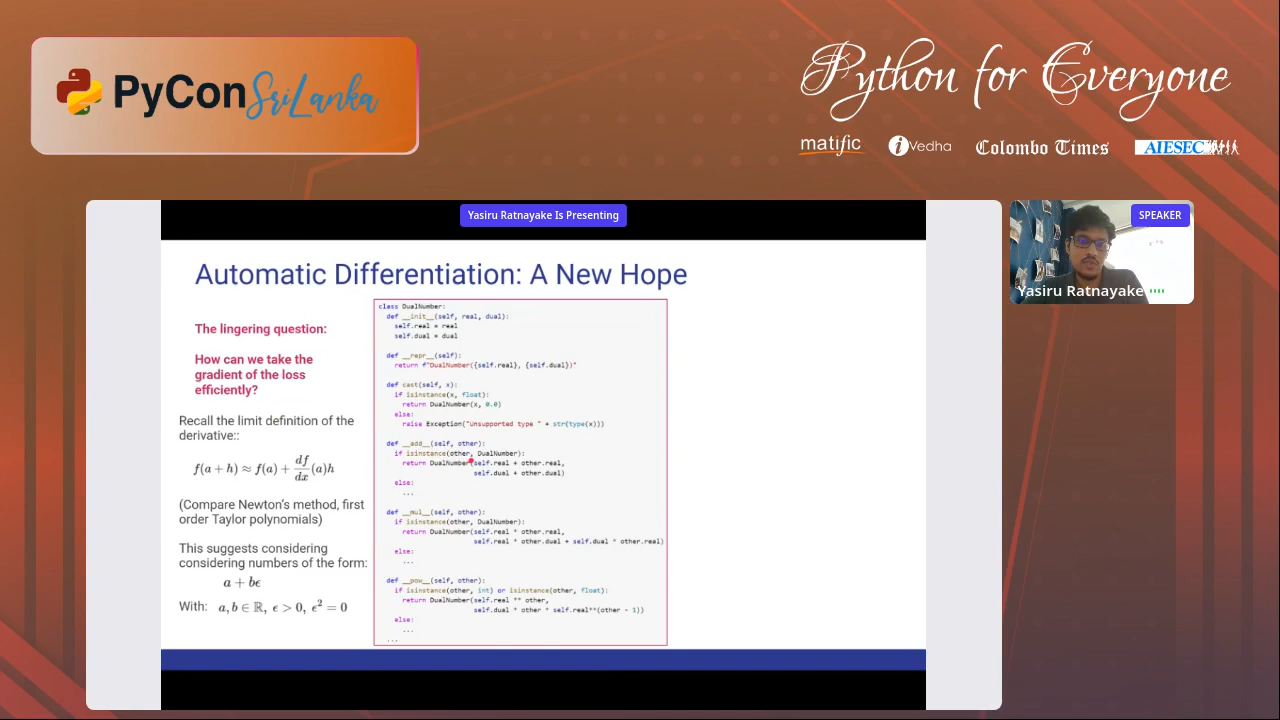 PyCon SriLanka
Python for Everyone
matific
iVedha
Colombo Times
AIESEC
Yasiru Ratnayake Is Presenting
SPEAKER
Yasiru Ratnayake
Automatic Differentiation: A New Hope
The lingering question:
How can we take the
gradient of the loss
efficiently?
Recall the limit definition of the
derivative::
f(a + h) ≈ f(a) + df/dx (a)h
(Compare Newton's method, first
order Taylor polynomials)
This suggests considering
considering numbers of the form:
a + bϵ
With: a, b ∈ ℝ, ϵ > 0, ϵ² = 0
class DualNumber:
def __init__(self, real, dual):
self.real = real
self.dual = dual
def __repr__(self):
return f"DualNumber({self.real}, {self.dual})"
def cast(self, x):
if isinstance(x, float):
return DualNumber(x, 0.0)
else:
raise Exception("Unsupported type " + str(type(x)))
def __add__(self, other):
if isinstance(other, DualNumber):
return DualNumber(self.real + other.real,
self.dual + other.dual)
else:
...
def __mul__(self, other):
if isinstance(other, DualNumber):
return DualNumber(self.real * other.real,
self.real * other.dual + self.dual * other.real)
else:
...
def __pow__(self, other):
if isinstance(other, int) or isinstance(other, float):
return DualNumber(self.real ** other,
self.dual * other * self.real**(other - 1))
else:
...
...